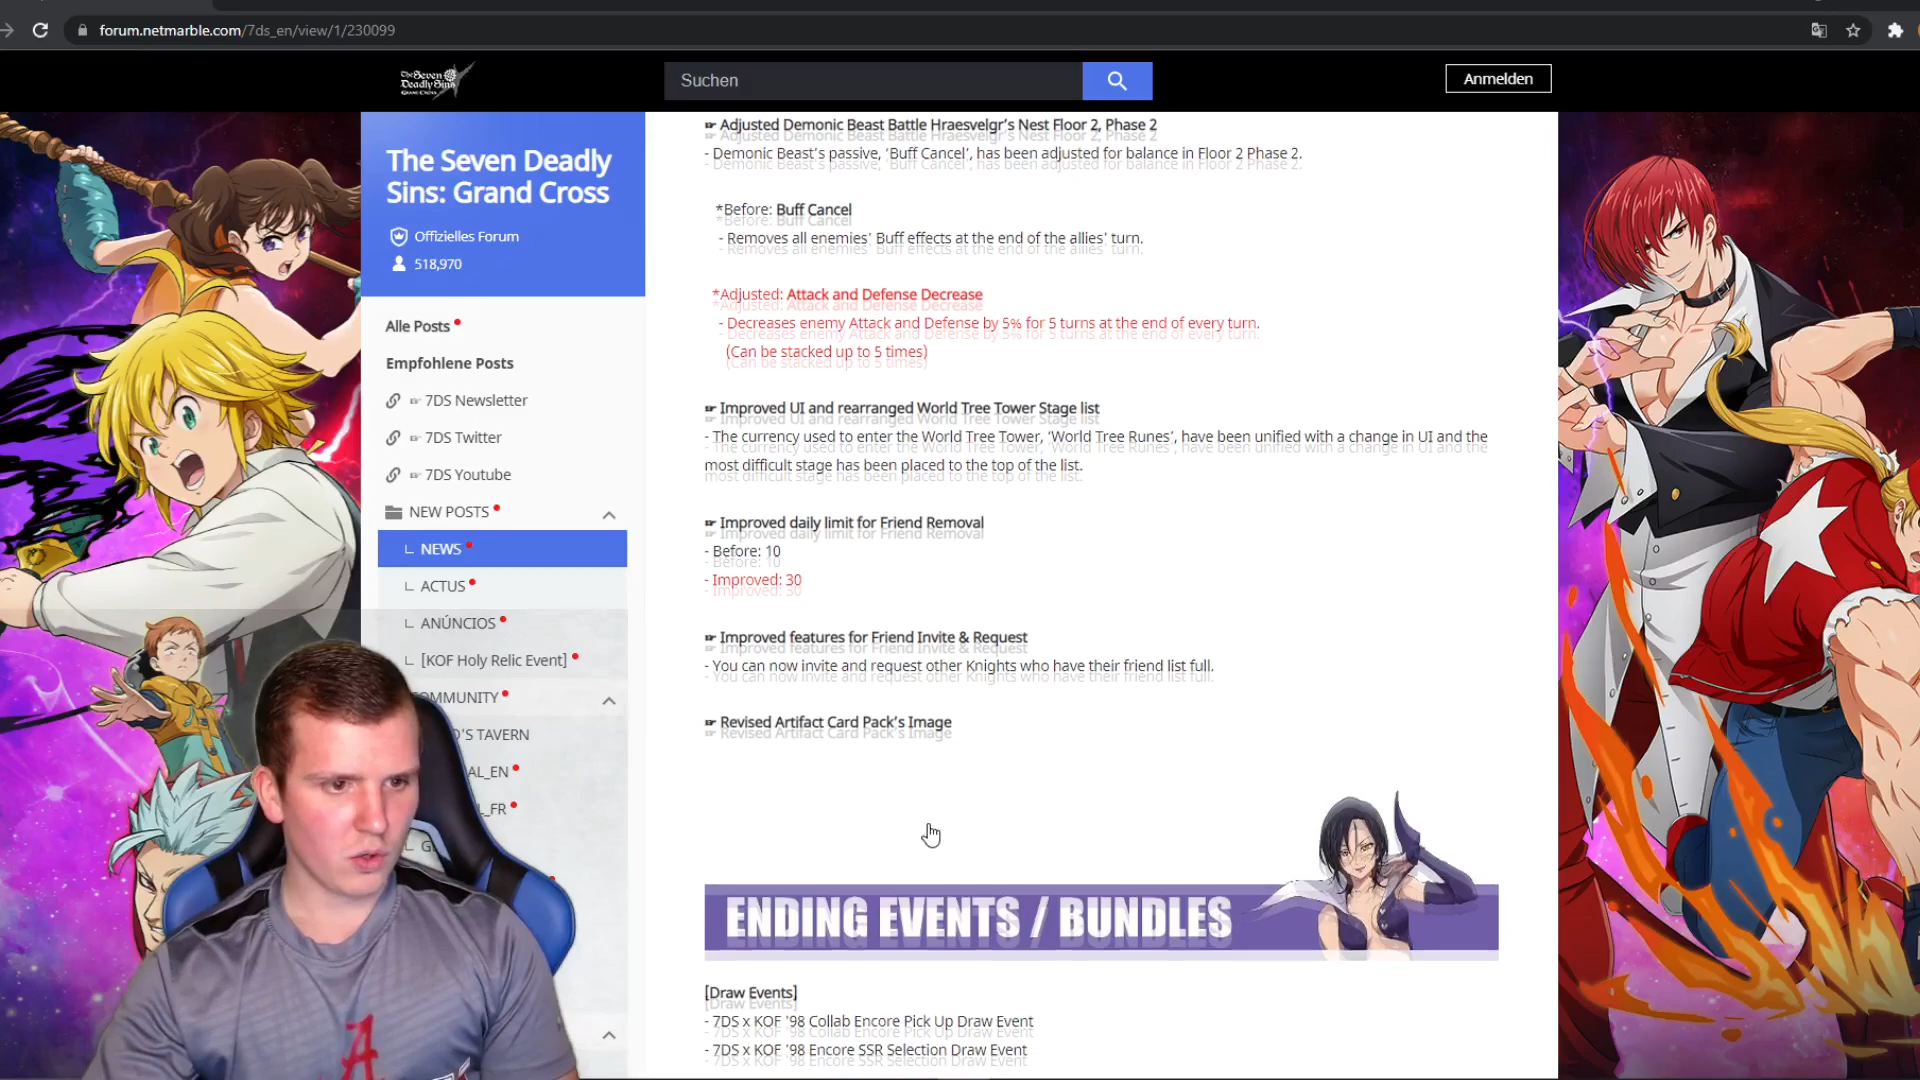 forum.netmarble.com/7ds_en/view/1/230099
The Seven
Deadly Sins
GRAND CROSS
Suchen
Anmelden
The Seven Deadly
Sins: Grand Cross
Offizielles Forum
518,970
Alle Posts
Empfohlene Posts
☞ 7DS Newsletter
☞ 7DS Twitter
☞ 7DS Youtube
NEW POSTS
NEWS
ACTUS
ANÚNCIOS
[KOF Holy Relic Event]
OMMUNITY
'S TAVERN
AL_EN
_FR
G
☞ Adjusted Demonic Beast Battle Hraesvelgr's Nest Floor 2, Phase 2
- Demonic Beast's passive, 'Buff Cancel', has been adjusted for balance in Floor 2 Phase 2.
*Before: Buff Cancel
- Removes all enemies' Buff effects at the end of the allies' turn.
*Adjusted: Attack and Defense Decrease
- Decreases enemy Attack and Defense by 5% for 5 turns at the end of every turn.
(Can be stacked up to 5 times)
☞ Improved UI and rearranged World Tree Tower Stage list
- The currency used to enter the World Tree Tower, 'World Tree Runes', have been unified with a change in UI and the
most difficult stage has been placed to the top of the list.
☞ Improved daily limit for Friend Removal
- Before: 10
- Improved: 30
☞ Improved features for Friend Invite & Request
- You can now invite and request other Knights who have their friend list full.
☞ Revised Artifact Card Pack's Image
ENDING EVENTS / BUNDLES
[Draw Events]
- 7DS x KOF '98 Collab Encore Pick Up Draw Event
- 7DS x KOF '98 Encore SSR Selection Draw Event